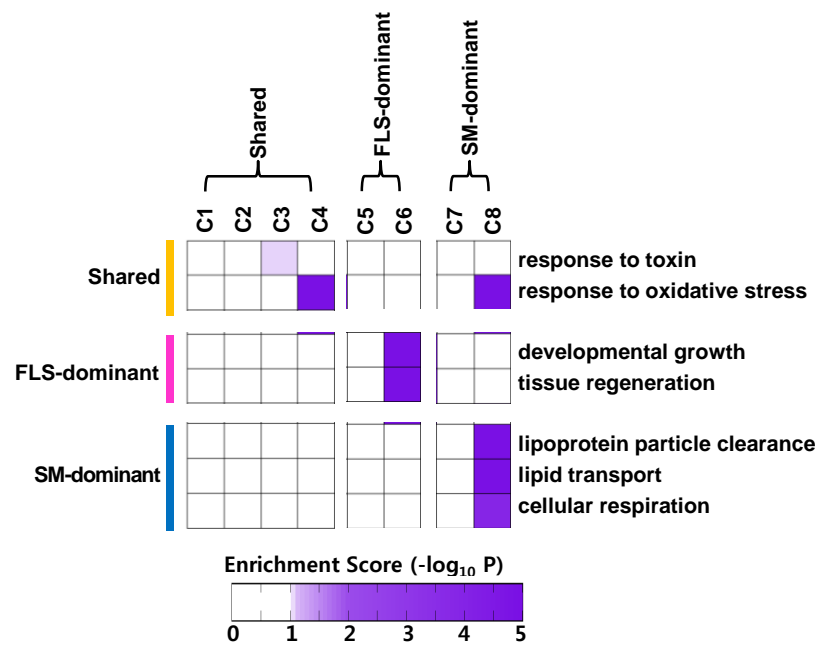 Shared
FLS-dominant
SM-dominant
C1 C2 C3 C4 C5 C6 C7 C8
Shared
response to toxin
response to oxidative stress
FLS-dominant
developmental growth
tissue regeneration
SM-dominant
lipoprotein particle clearance
lipid transport
cellular respiration
Enrichment Score (-log₁₀ P)
0 1 2 3 4 5